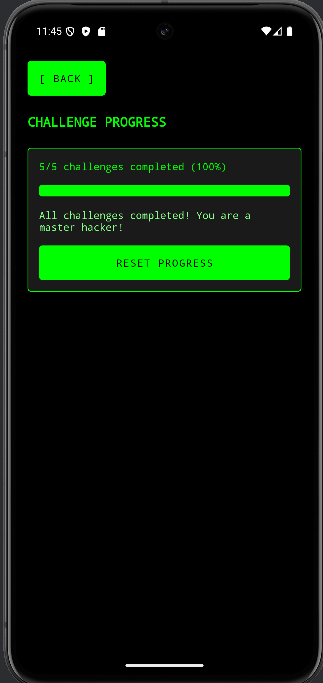 11:45
[ BACK ]
CHALLENGE PROGRESS
5/5 challenges completed (100%)
All challenges completed! You are a
master hacker!
RESET PROGRESS